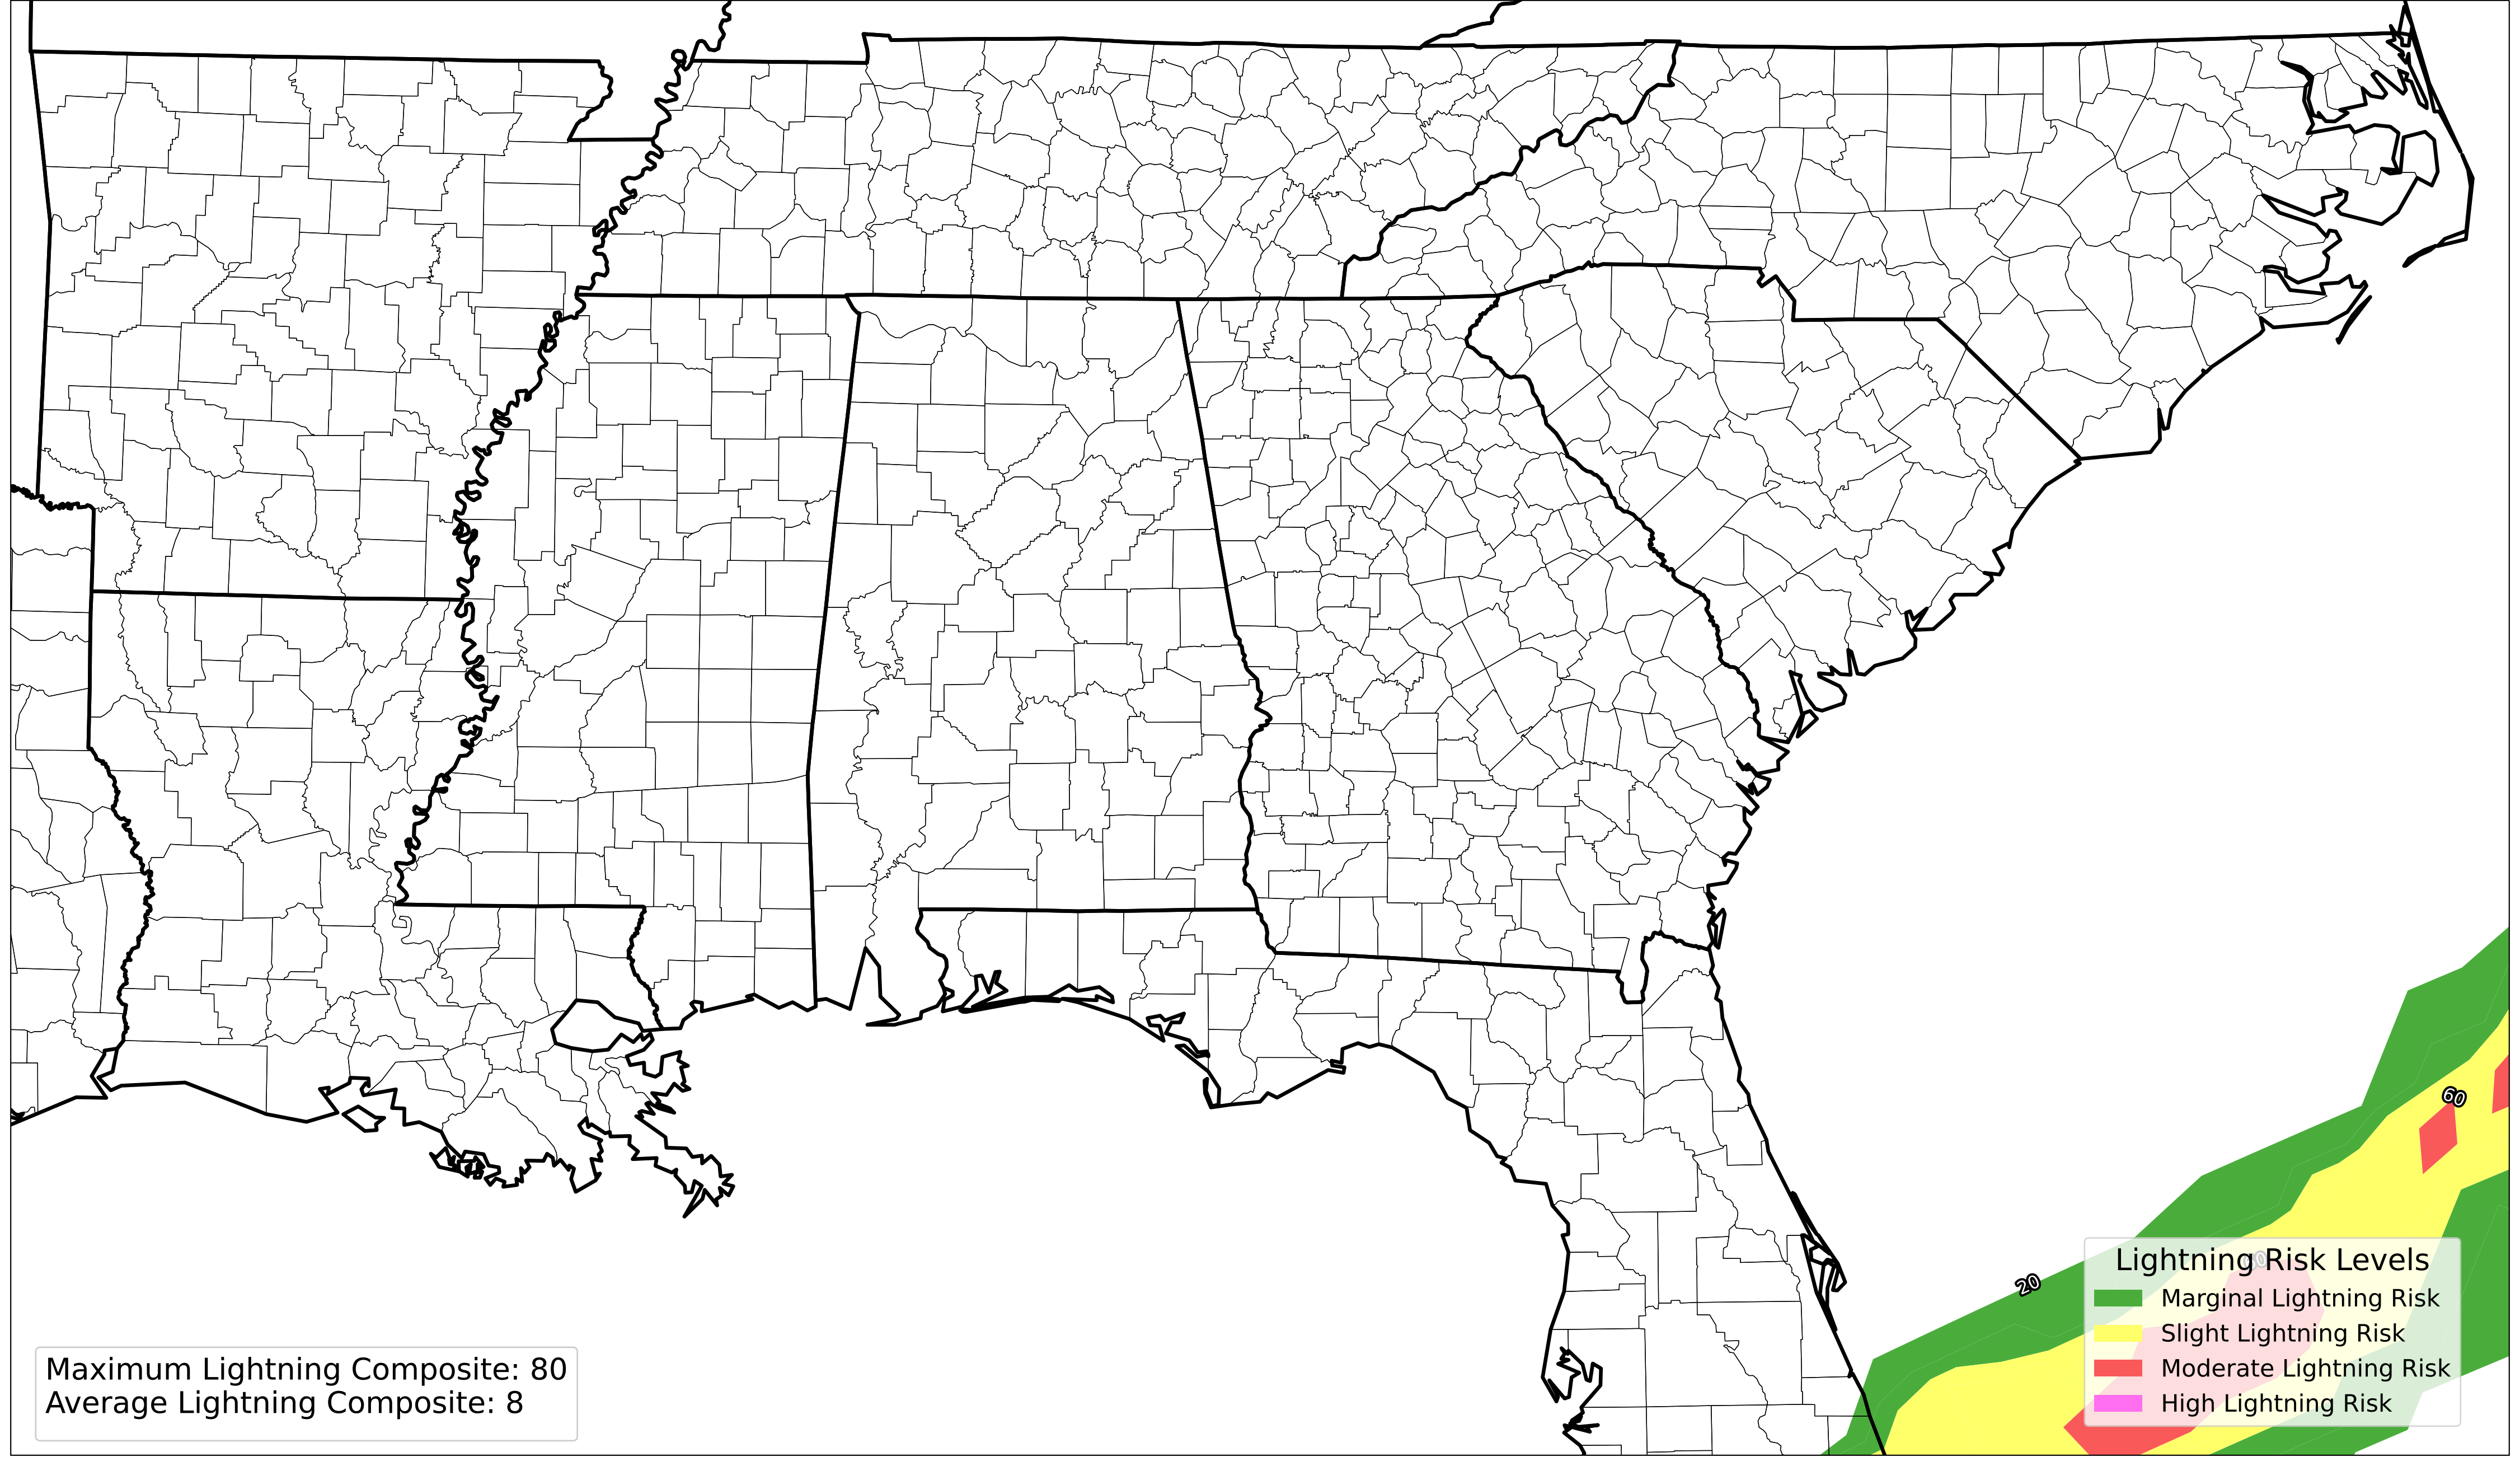 60
20
Lightning Risk Levels
Marginal Lightning Risk
Slight Lightning Risk
Moderate Lightning Risk
High Lightning Risk
Maximum Lightning Composite: 80
Average Lightning Composite: 8